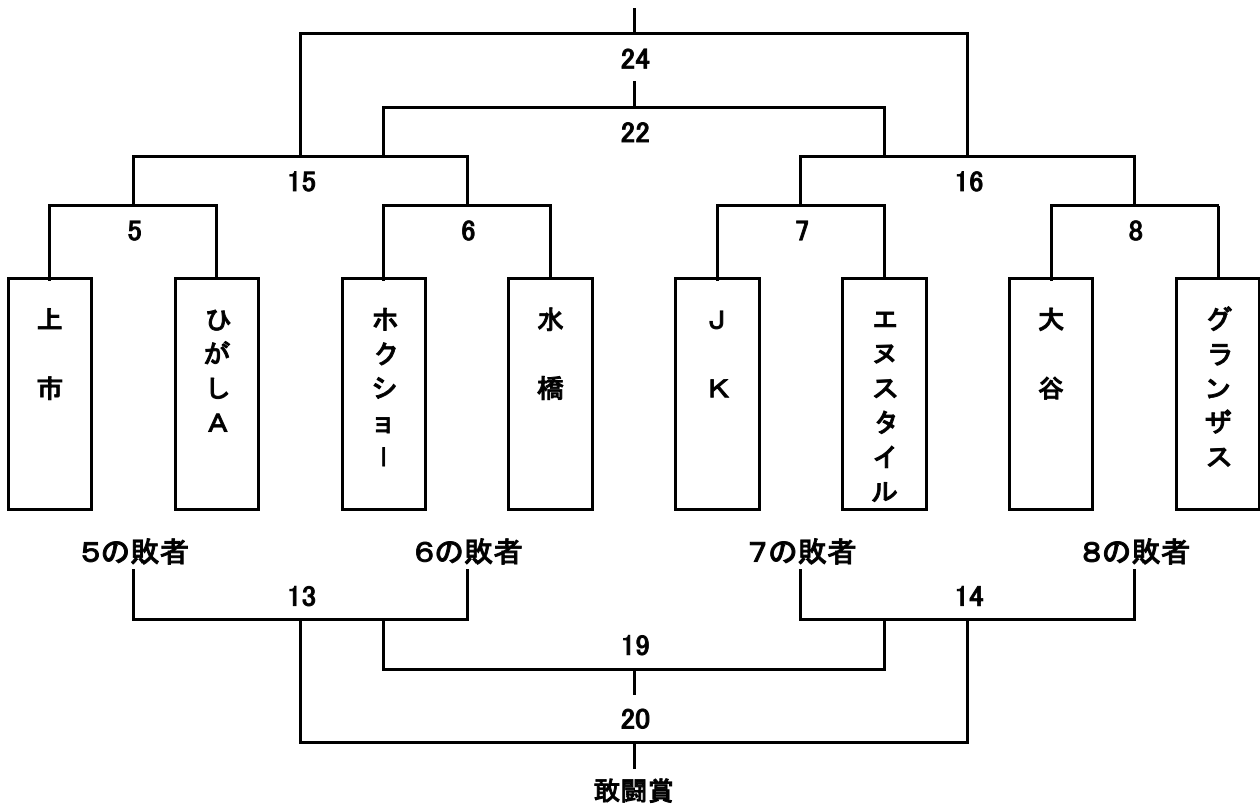 24
22
15
16
5
6
7
8
上市
ひがしA
ホクショー
水橋
JK
エヌスタイル
大谷
グランザス
5の敗者
6の敗者
7の敗者
8の敗者
13
14
19
20
敢闘賞